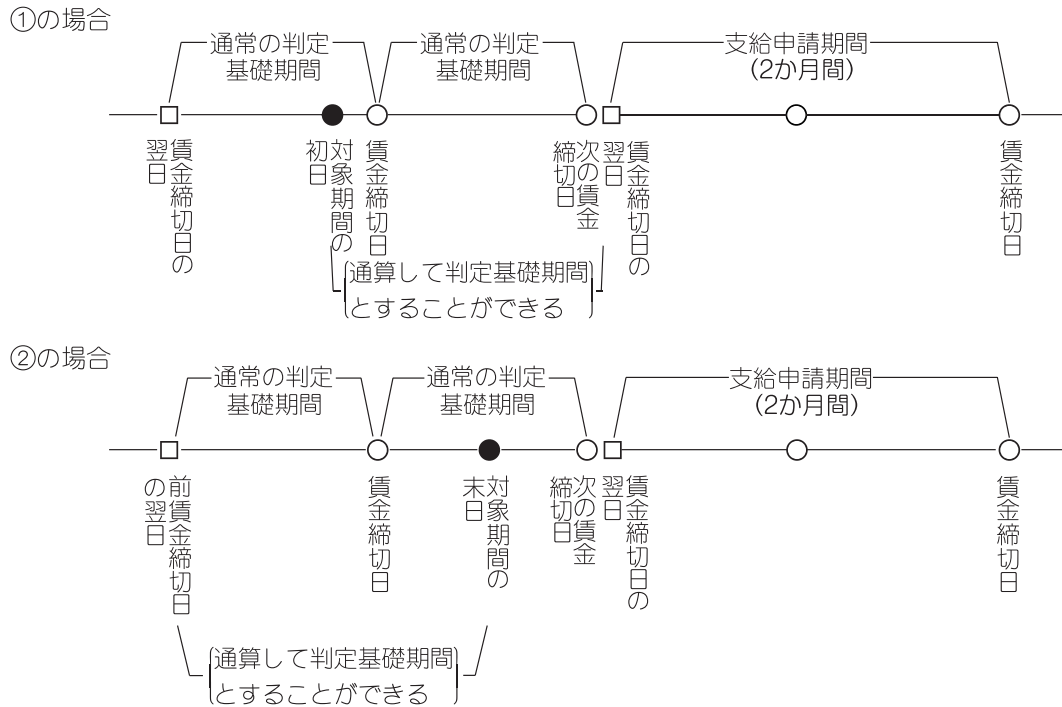 ①の場合
通常の判定
基礎期間
通常の判定
基礎期間
支給申請期間
(2か月間)
賃金締切日の
翌日
対象期間の
初日
賃金締切日
次の賃金
締切日
賃金締切日の
翌日
賃金締切日
通算して判定基礎期間
とすることができる
②の場合
通常の判定
基礎期間
通常の判定
基礎期間
支給申請期間
(2か月間)
前賃金締切日
の翌日
賃金締切日
対象期間の
末日
次の賃金
締切日
賃金締切日の
翌日
賃金締切日
通算して判定基礎期間
とすることができる